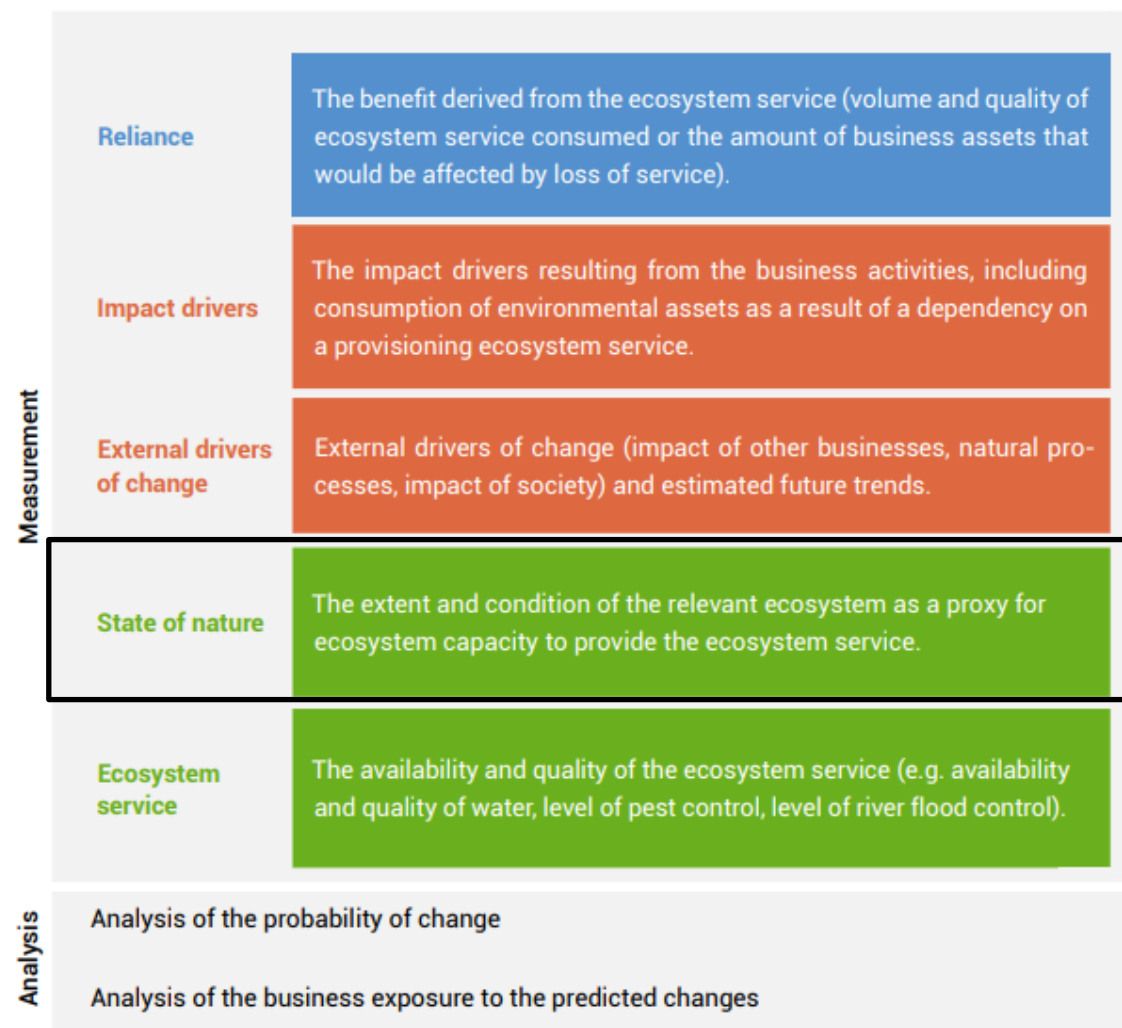 Measurement
Reliance
The benefit derived from the ecosystem service (volume and quality of
ecosystem service consumed or the amount of business assets that
would be affected by loss of service).
Impact drivers
The impact drivers resulting from the business activities, including
consumption of environmental assets as a result of a dependency on
a provisioning ecosystem service.
External drivers
of change
External drivers of change (impact of other businesses, natural pro-
cesses, impact of society) and estimated future trends.
State of nature
The extent and condition of the relevant ecosystem as a proxy for
ecosystem capacity to provide the ecosystem service.
Ecosystem
service
The availability and quality of the ecosystem service (e.g. availability
and quality of water, level of pest control, level of river flood control).
Analysis
Analysis of the probability of change
Analysis of the business exposure to the predicted changes